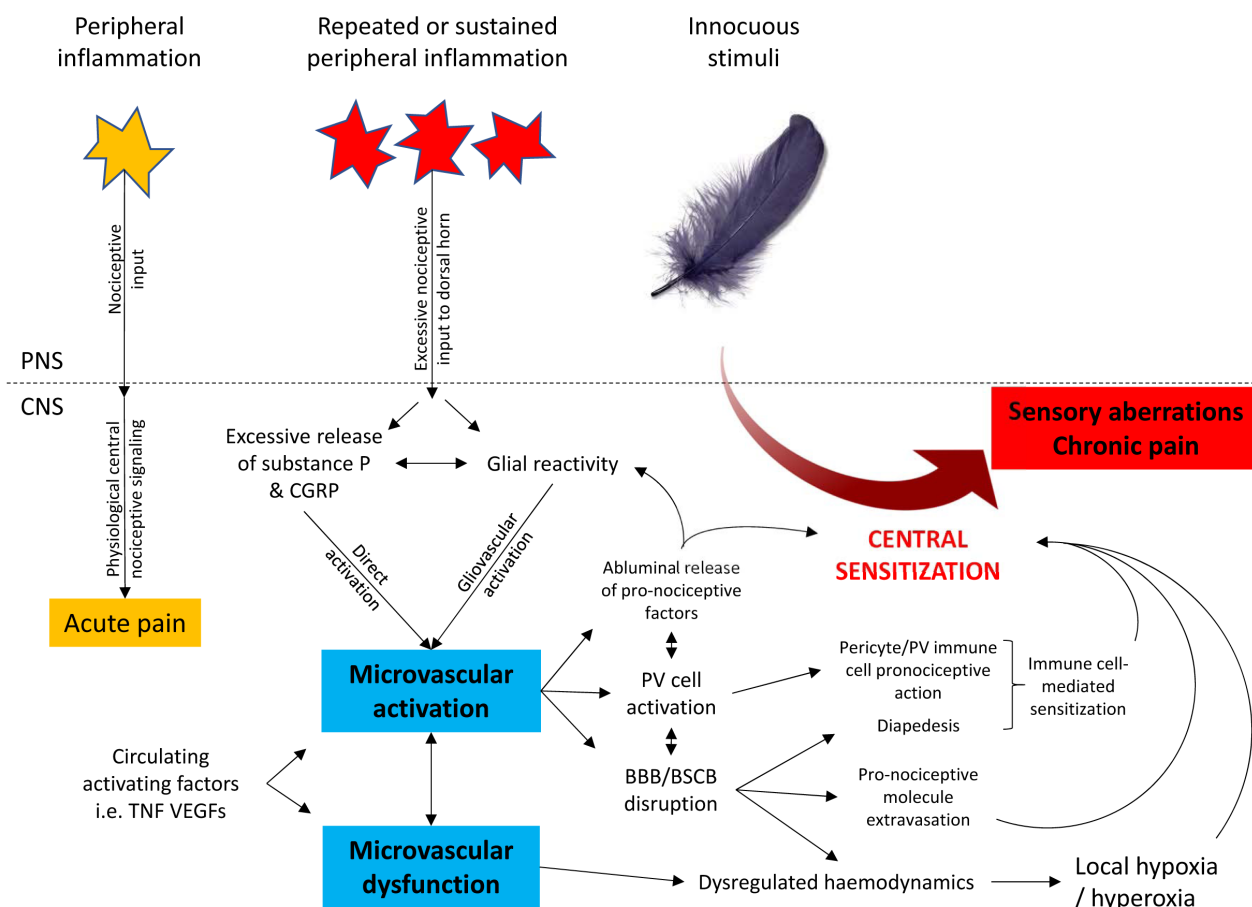 Peripheral
inflammation
Repeated or sustained
peripheral inflammation
Innocuous
stimuli
Nociceptive
input
Excessive nociceptive
input to dorsal horn
PNS
CNS
Physiological central
nociceptive signaling
Sensory aberrations
Chronic pain
Excessive release
of substance P
& CGRP
Glial reactivity
Direct
activation
Gliovascular
activation
CENTRAL
SENSITIZATION
Abluminal release
of pro-nociceptive
factors
Acute pain
Microvascular
activation
PV cell
activation
Pericyte/PV immune
cell pronociceptive
action
Diapedesis
Immune cell-
mediated
sensitization
Circulating
activating factors
i.e. TNF VEGFs
BBB/BSCB
disruption
Pro-nociceptive
molecule
extravasation
Microvascular
dysfunction
Dysregulated haemodynamics
Local hypoxia
/ hyperoxia